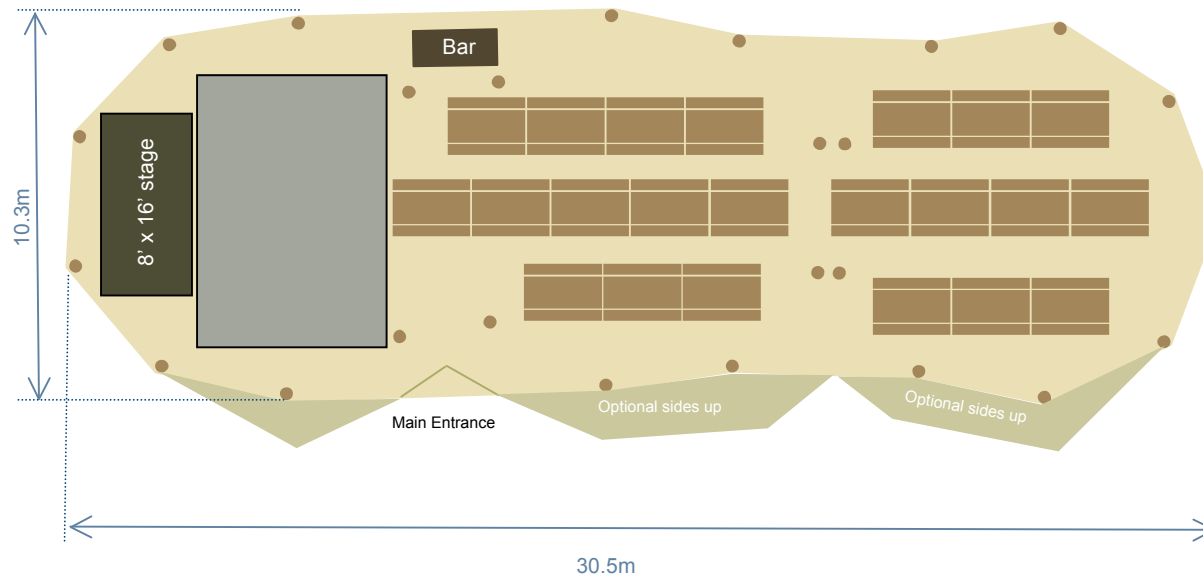 Bar
8’ x 16’ stage
10.3m
Main Entrance
Optional sides up
Optional sides up
30.5m